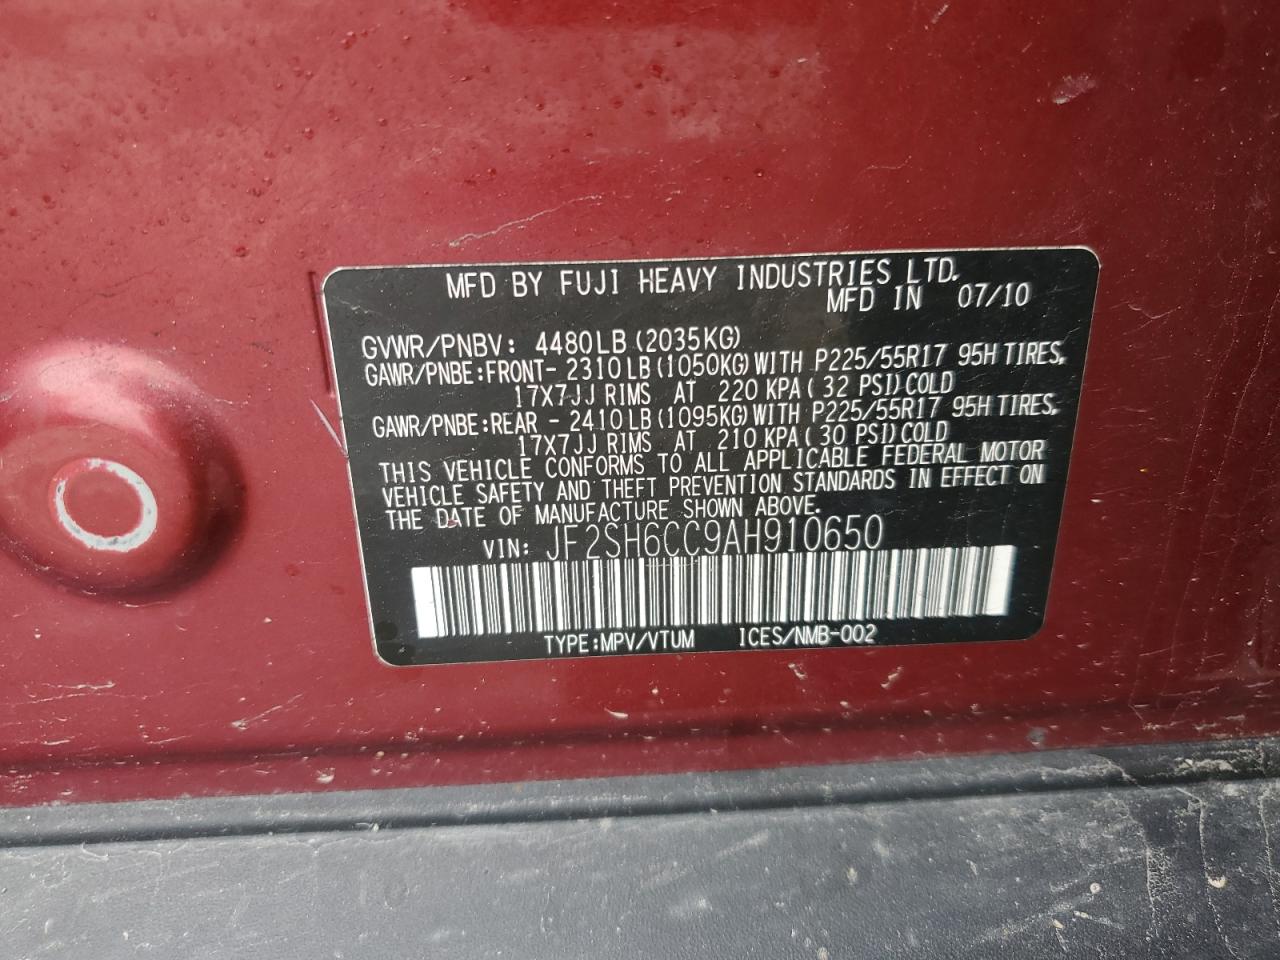 MFD BY FUJI HEAVY INDUSTRIES LTD.
MFD IN 07/10
GVWR/PNBV: 4480LB (2035KG)
GAWR/PNBE:FRONT- 2310LB (1050KG) WITH P225/55R17 95H TIRES,
17X7JJ RIMS AT 220 KPA (32 PSI) COLD
GAWR/PNBE:REAR - 2410LB (1095KG) WITH P225/55R17 95H TIRES,
17X7JJ RIMS AT 210 KPA (30 PSI) COLD
THIS VEHICLE CONFORMS TO ALL APPLICABLE FEDERAL MOTOR
VEHICLE SAFETY AND THEFT PREVENTION STANDARDS IN EFFECT ON
THE DATE OF MANUFACTURE SHOWN ABOVE.
VIN: JF2SH6CC9AH910650
TYPE:MPV/VTUM ICES/NMB-002